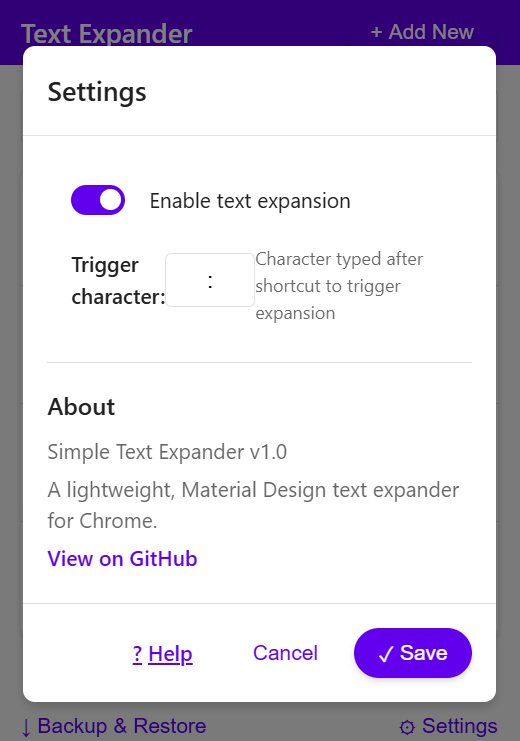 Text Expander
+ Add New
Settings
Enable text expansion
Trigger
character:
:
Character typed after
shortcut to trigger
expansion
About
Simple Text Expander v1.0
A lightweight, Material Design text expander
for Chrome.
View on GitHub
? Help
Cancel
✓ Save
↓ Backup & Restore
⚙ Settings